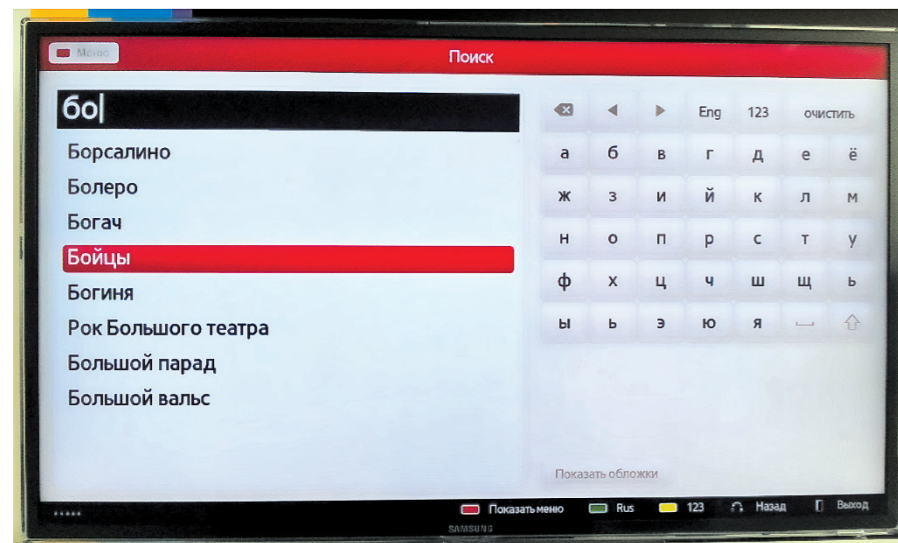 Меню
Поиск
бо
Борсалино
Болеро
Богач
Бойцы
Богиня
Рок Большого театра
Большой парад
Большой вальс
Eng 123 очистить
а б в г д е ё
ж з и й к л м
н о п р с т у
ф х ц ч ш щ ь
ы ь э ю я
Показать обложки
Показать меню Rus 123 Назад Выход
SAMSUNG